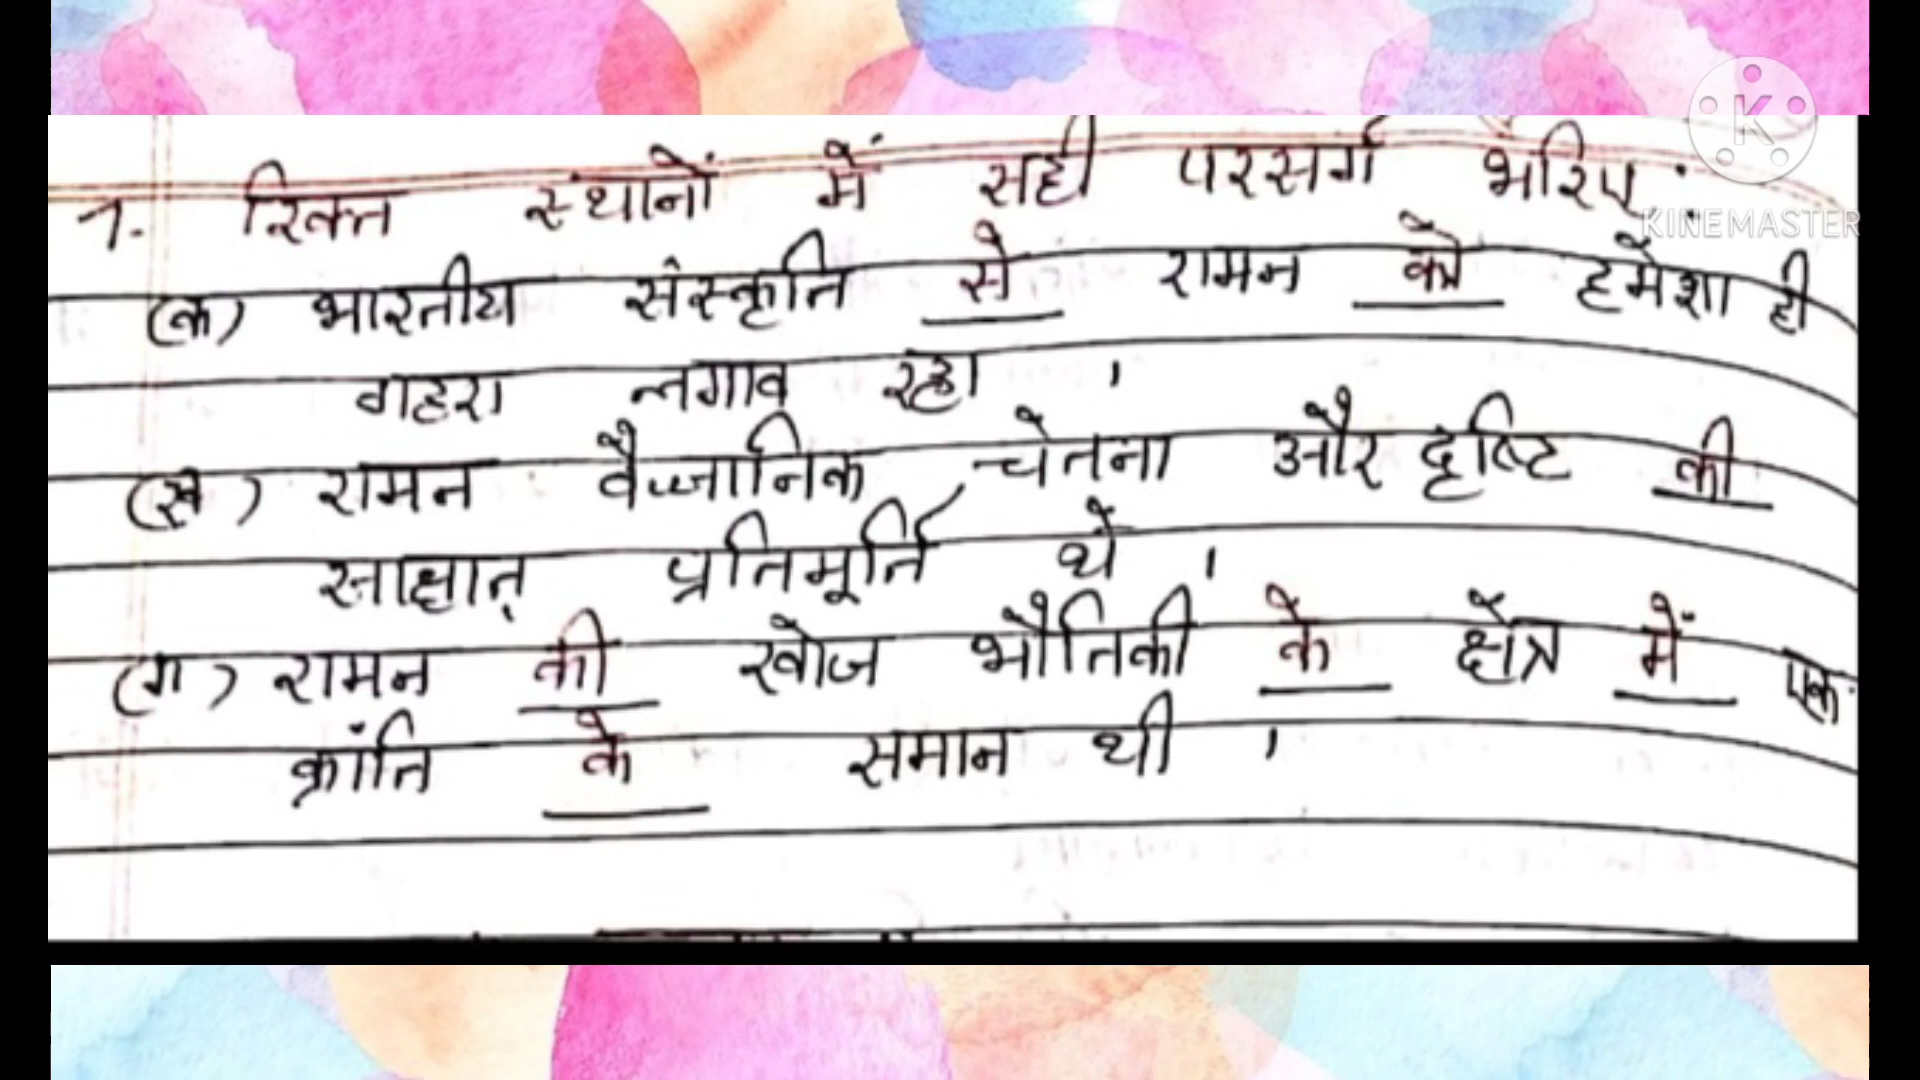 1. रिक्त स्थानों में सही परसर्ग भरिए :
KINEMASTER
(क) भारतीय संस्कृति से रामन को हमेशा ही
गहरा लगाव रहा ।
(ख) रामन वैज्ञानिक चेतना और दृष्टि की
साक्षात् प्रतिमूर्ति थे ।
(ग) रामन की खोज भौतिकी के क्षेत्र में एक
क्रांति के समान थी ।